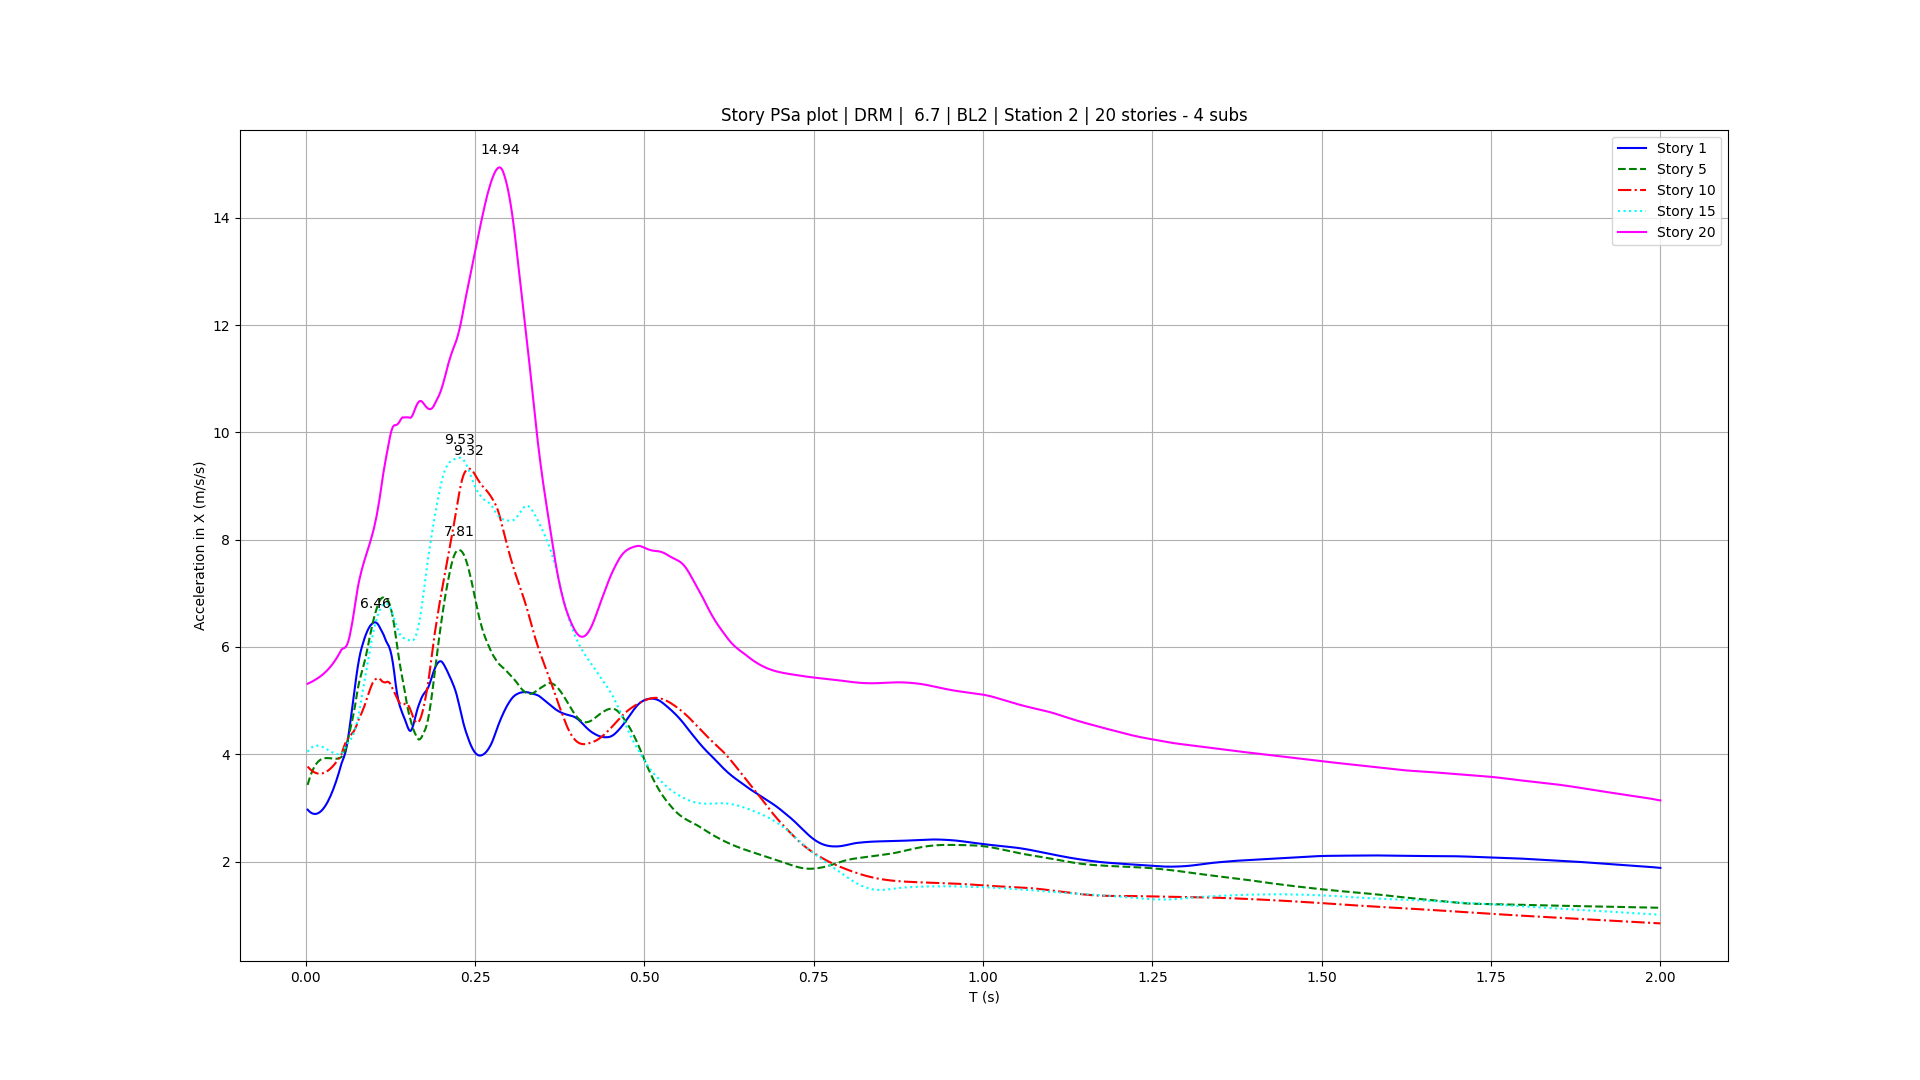 Story PSa plot | DRM |  6.7 | BL2 | Station 2 | 20 stories - 4 subs
14.94
Story 1
Story 5
Story 10
Story 15
Story 20
14
12
10
9.53
9.32
8
7.81
6.46
6
4
2
Acceleration in X (m/s/s)
0.00 0.25 0.50 0.75 1.00 1.25 1.50 1.75 2.00
T (s)